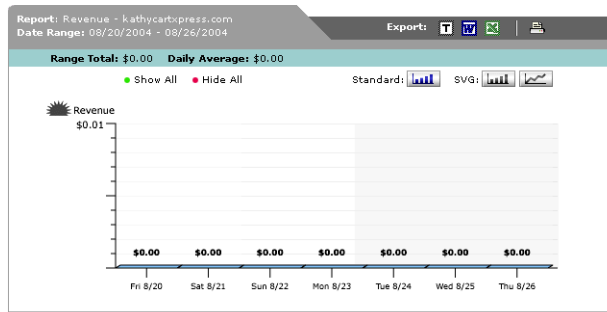 Report: Revenue - kathycartxpress.com
Date Range: 08/20/2004 - 08/26/2004
Export: T W X
Range Total: $0.00 Daily Average: $0.00
Show All Hide All Standard: SVG:
Revenue
$0.01
$0.00 $0.00 $0.00 $0.00 $0.00 $0.00 $0.00
Fri 8/20 Sat 8/21 Sun 8/22 Mon 8/23 Tue 8/24 Wed 8/25 Thu 8/26